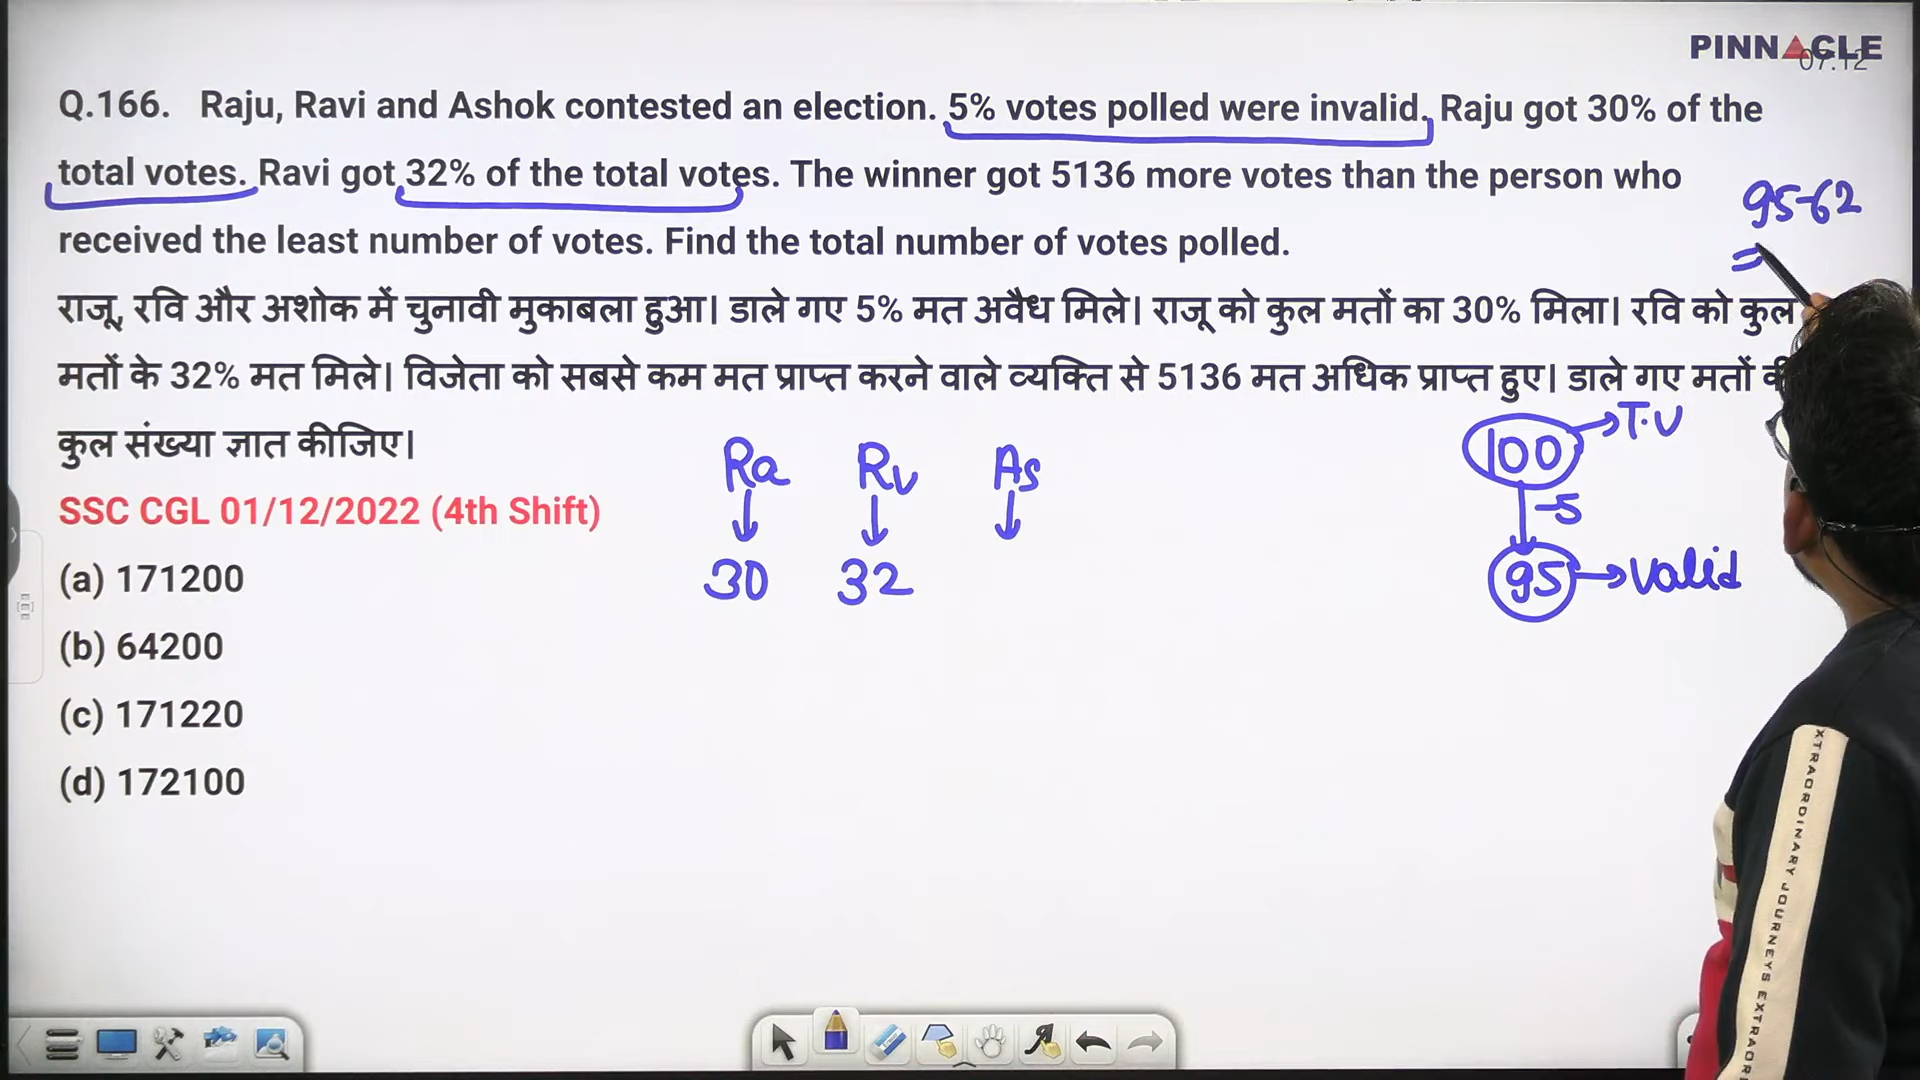 PINNACLE
07:12
Q.166. Raju, Ravi and Ashok contested an election. 5% votes polled were invalid. Raju got 30% of the
total votes. Ravi got 32% of the total votes. The winner got 5136 more votes than the person who
95-62
received the least number of votes. Find the total number of votes polled.
=
राजू, रवि और अशोक में चुनावी मुकाबला हुआ। डाले गए 5% मत अवैध मिले। राजू को कुल मतों का 30% मिला। रवि को कुल
मतों के 32% मत मिले। विजेता को सबसे कम मत प्राप्त करने वाले व्यक्ति से 5136 मत अधिक प्राप्त हुए। डाले गए मतों
कुल संख्या ज्ञात कीजिए।
Ra Rv As
100 → T.V
SSC CGL 01/12/2022 (4th Shift)
-5
(a) 171200
30 32
95 → valid
(b) 64200
(c) 171220
(d) 172100
XTRAORDINARY JOURNEYS EXTRAOR